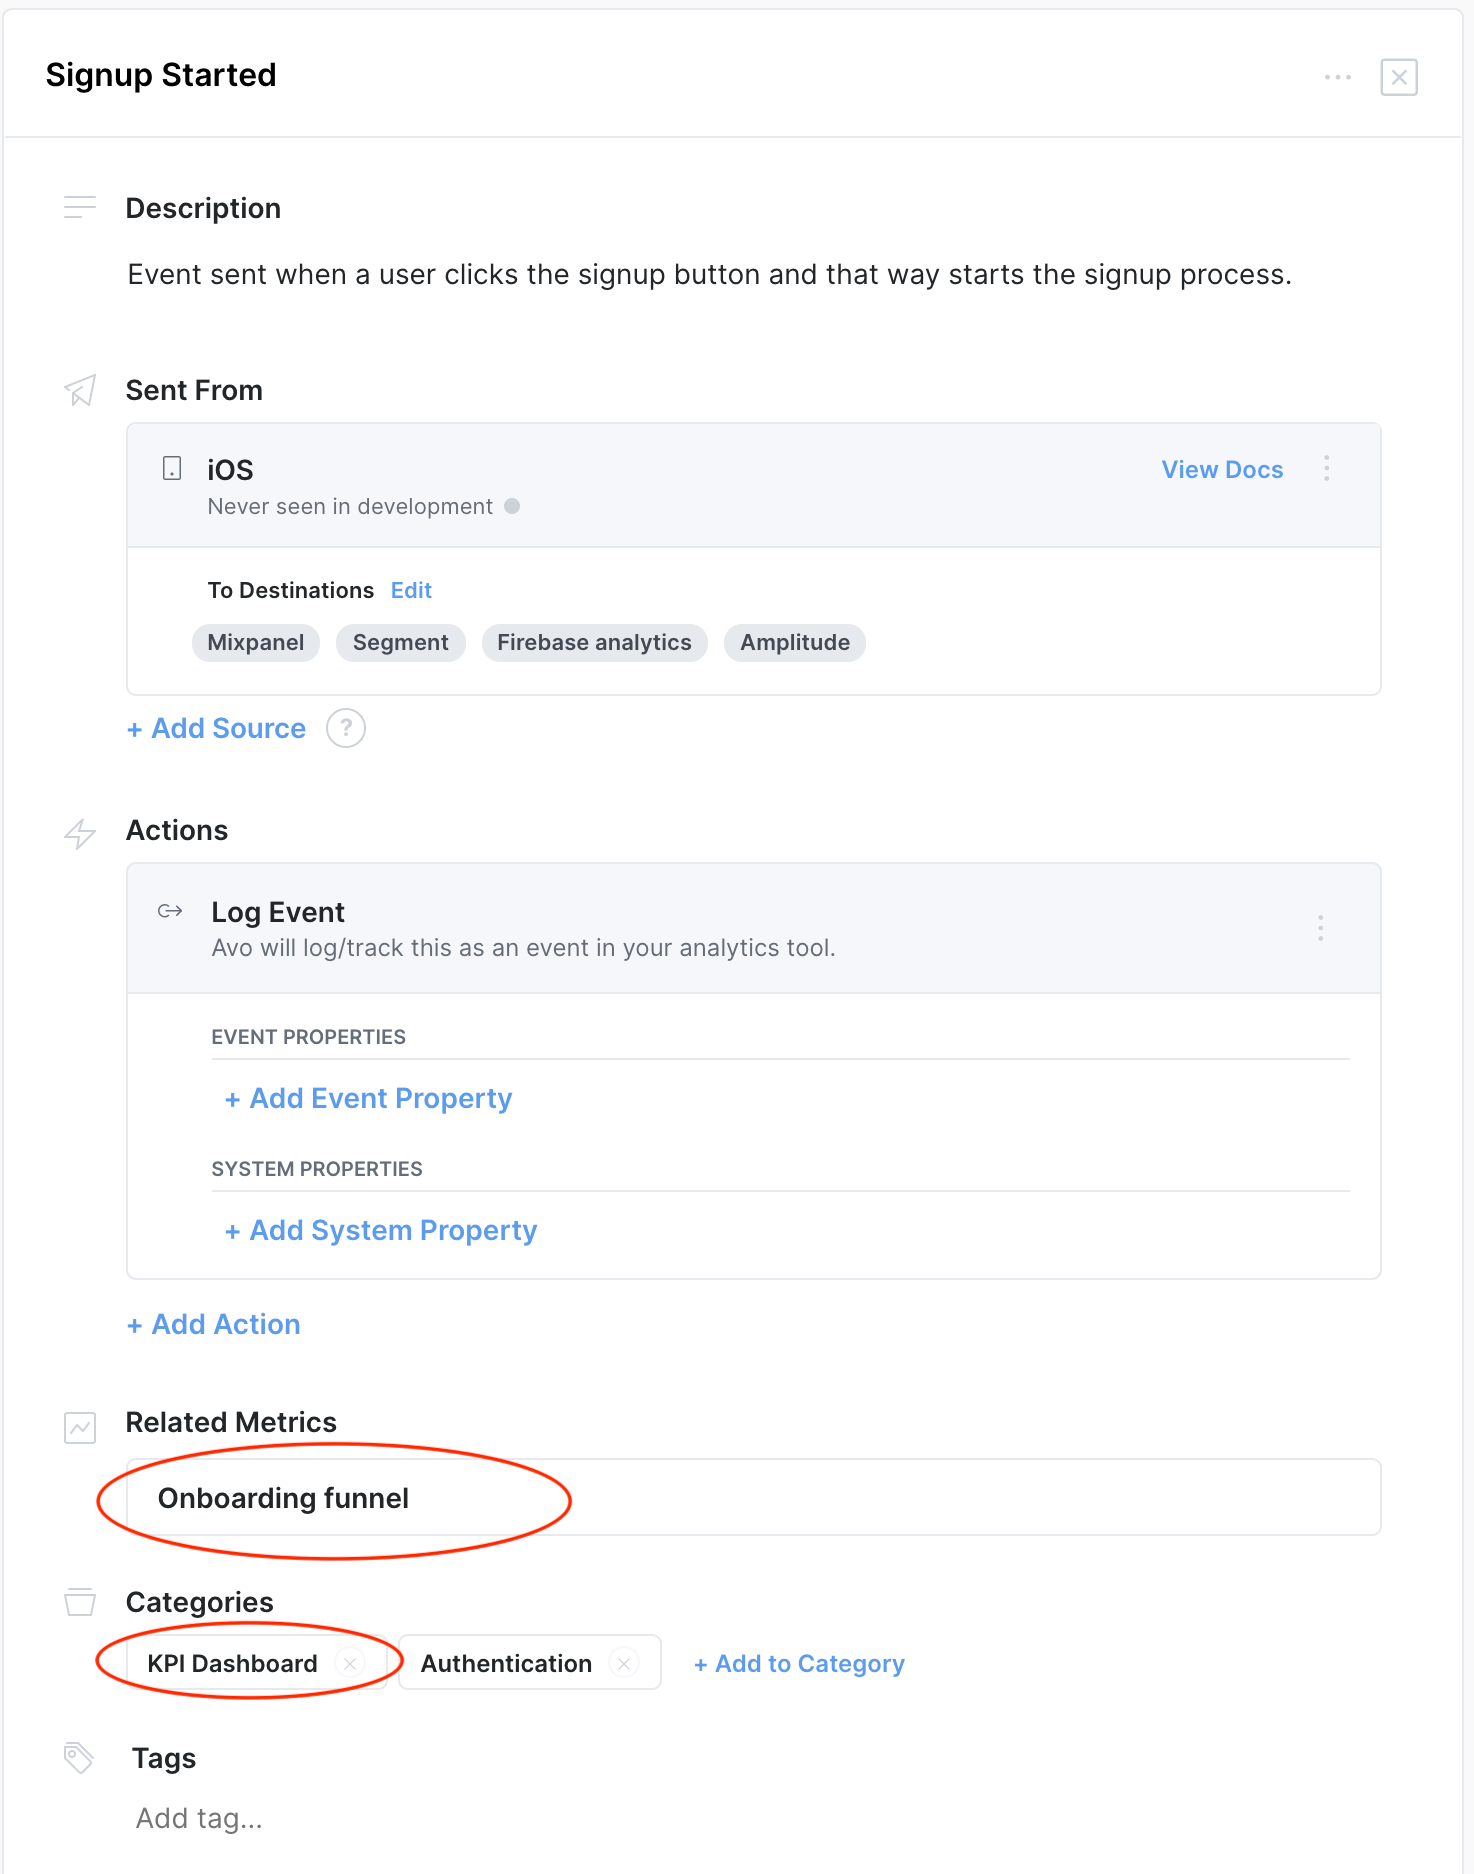 Signup Started
Description
Event sent when a user clicks the signup button and that way starts the signup process.
Sent From
iOS
View Docs
Never seen in development
To Destinations Edit
Mixpanel Segment Firebase analytics Amplitude
+ Add Source ?
Actions
Log Event
Avo will log/track this as an event in your analytics tool.
EVENT PROPERTIES
+ Add Event Property
SYSTEM PROPERTIES
+ Add System Property
+ Add Action
Related Metrics
Onboarding funnel
Categories
KPI Dashboard Authentication + Add to Category
Tags
Add tag...